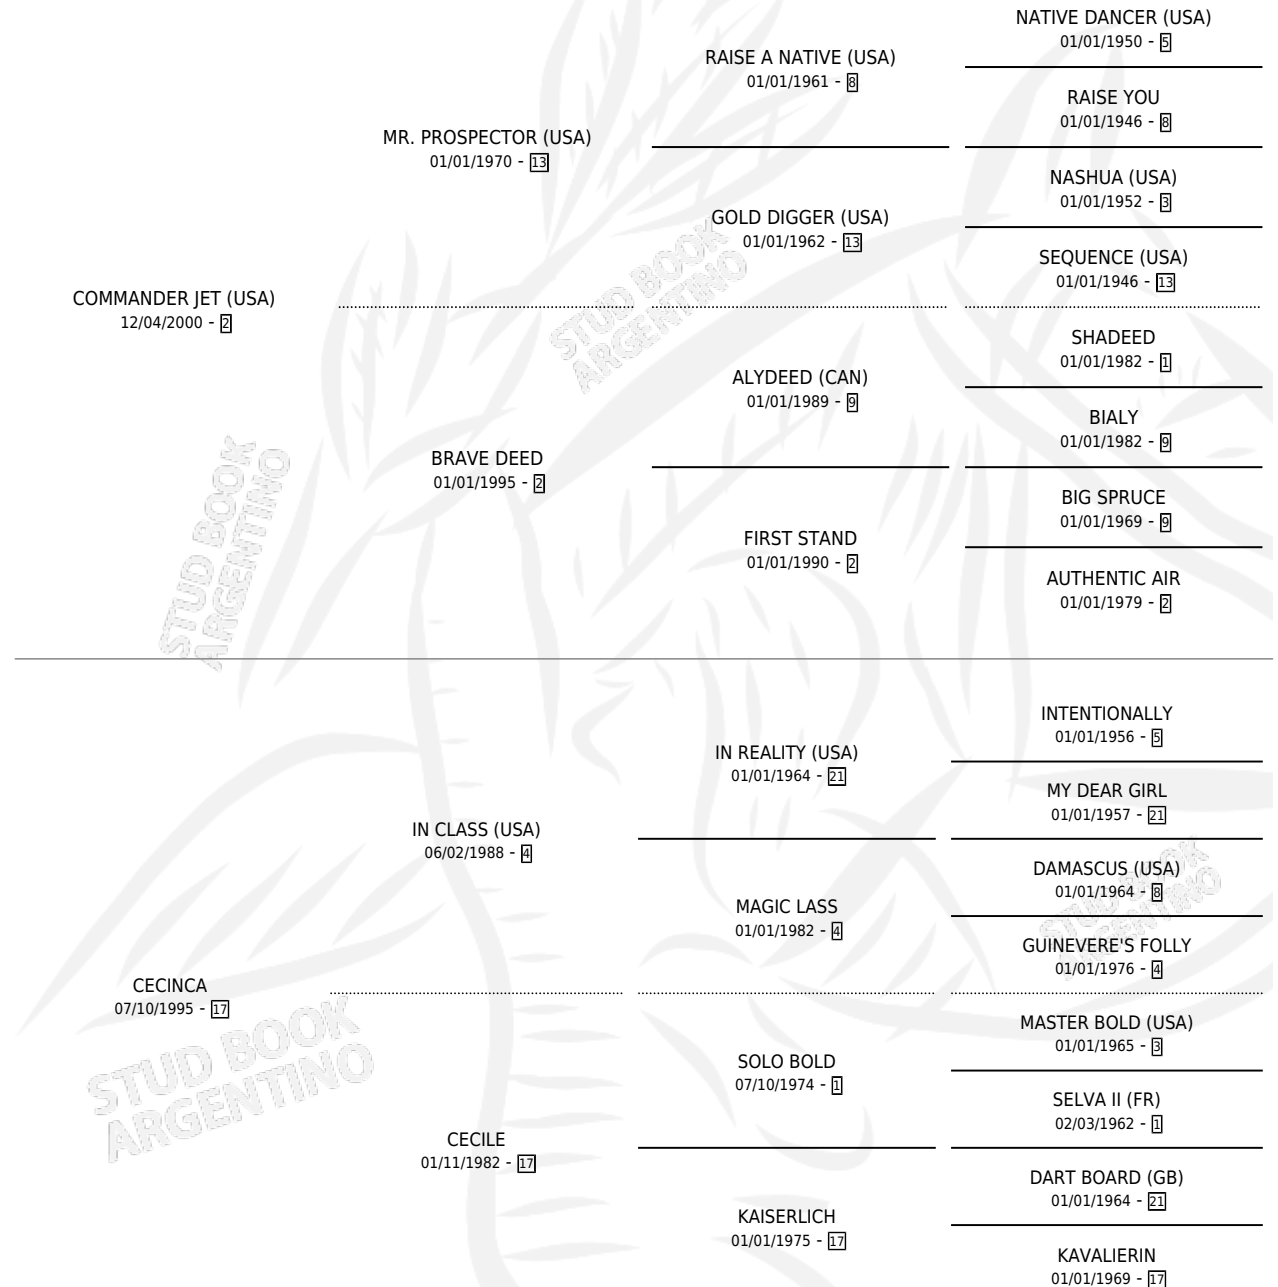 NATIVE DANCER (USA)
01/01/1950 - 5
RAISE A NATIVE (USA)
01/01/1961 - 8
RAISE YOU
01/01/1946 - 8
MR. PROSPECTOR (USA)
01/01/1970 - 13
NASHUA (USA)
01/01/1952 - 3
GOLD DIGGER (USA)
01/01/1962 - 13
SEQUENCE (USA)
01/01/1946 - 13
COMMANDER JET (USA)
12/04/2000 - 2
STUD BOOK
ARGENTINO
SHADEED
01/01/1982 - 1
ALYDEED (CAN)
01/01/1989 - 9
BIALY
01/01/1982 - 9
BRAVE DEED
01/01/1995 - 2
BIG SPRUCE
01/01/1969 - 9
FIRST STAND
01/01/1990 - 2
AUTHENTIC AIR
01/01/1979 - 2
STUD BOOK
ARGENTINO
INTENTIONALLY
01/01/1956 - 5
IN REALITY (USA)
01/01/1964 - 21
MY DEAR GIRL
01/01/1957 - 21
IN CLASS (USA)
06/02/1988 - 4
DAMASCUS (USA)
01/01/1964 - 8
MAGIC LASS
01/01/1982 - 4
STUD BOOK
ARGENTINO
GUINEVERE'S FOLLY
01/01/1976 - 4
CECINCA
07/10/1995 - 17
MASTER BOLD (USA)
01/01/1965 - 3
SOLO BOLD
07/10/1974 - 1
SELVA II (FR)
02/03/1962 - 1
STUD BOOK
ARGENTINO
CECILE
01/11/1982 - 17
DART BOARD (GB)
01/01/1964 - 21
KAISERLICH
01/01/1975 - 17
KAVALIERIN
01/01/1969 - 17